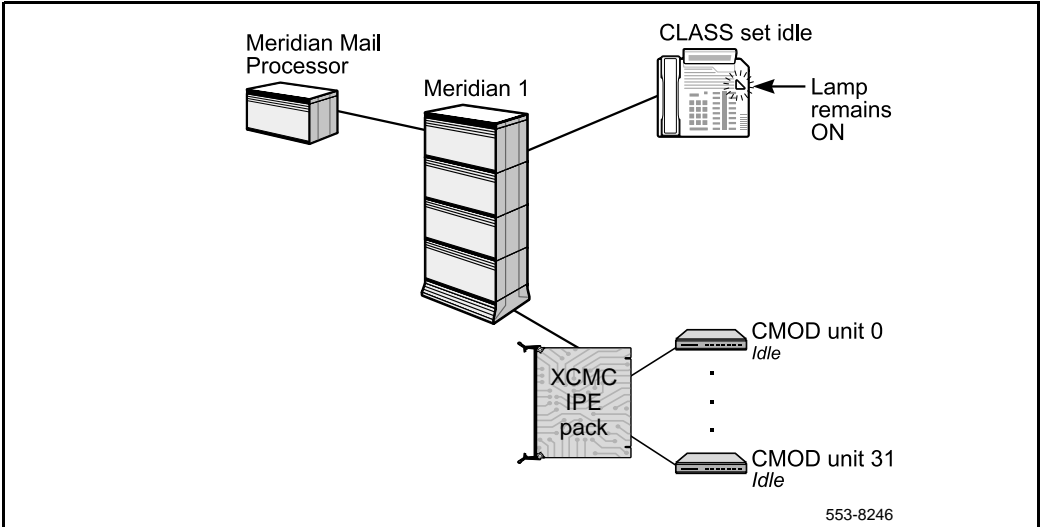 Meridian Mail
Processor
Meridian 1
CLASS set idle
Lamp
remains
ON
XCMC
IPE
pack
CMOD unit 0
Idle
CMOD unit 31
Idle
553-8246